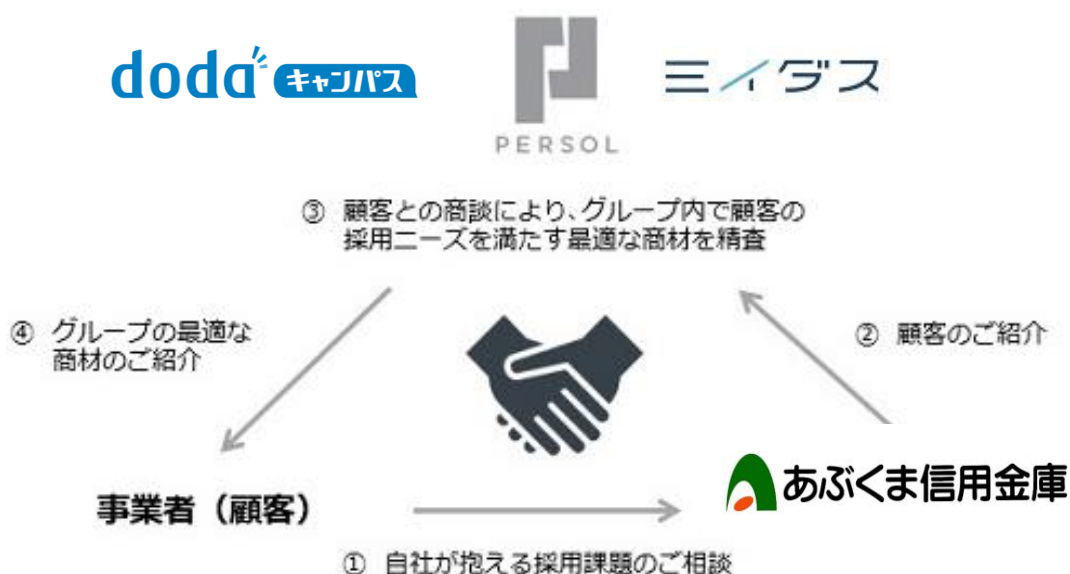 doda キャンパス
PERSOL
ミイダス
③ 顧客との商談により、グループ内で顧客の
採用ニーズを満たす最適な商材を精査
④ グループの最適な
商材のご紹介
② 顧客のご紹介
事業者（顧客）
あぶくま信用金庫
① 自社が抱える採用課題のご相談